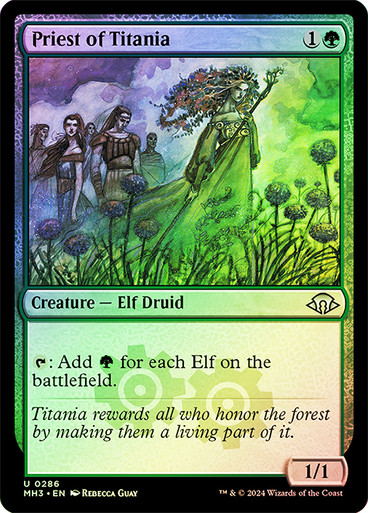 Priest of Titania 1
Creature — Elf Druid
: Add for each Elf on the
battlefield.
Titania rewards all who honor the forest
by making them a living part of it.
1/1
U 0286
MH3 • EN Rebecca Guay
™ & © 2024 Wizards of the Coast